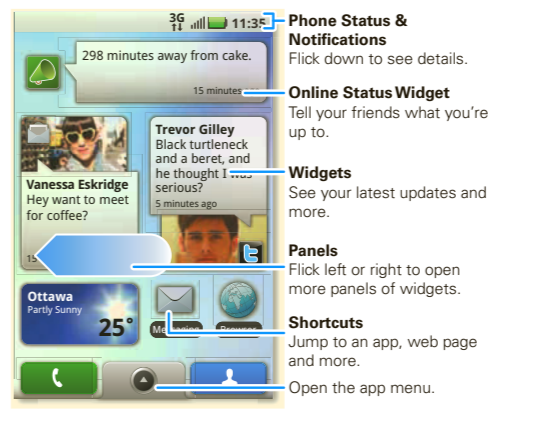 3G 11:35
298 minutes away from cake.
15 minutes
Trevor Gilley
Black turtleneck
and a beret, and
he thought I was
serious?
5 minutes ago
Vanessa Eskridge
Hey want to meet
for coffee?
15
Ottawa
Partly Sunny
25°
Messaging
Browser
Phone Status &
Notifications
Flick down to see details.
Online Status Widget
Tell your friends what you’re
up to.
Widgets
See your latest updates and
more.
Panels
Flick left or right to open
more panels of widgets.
Shortcuts
Jump to an app, web page
and more.
Open the app menu.